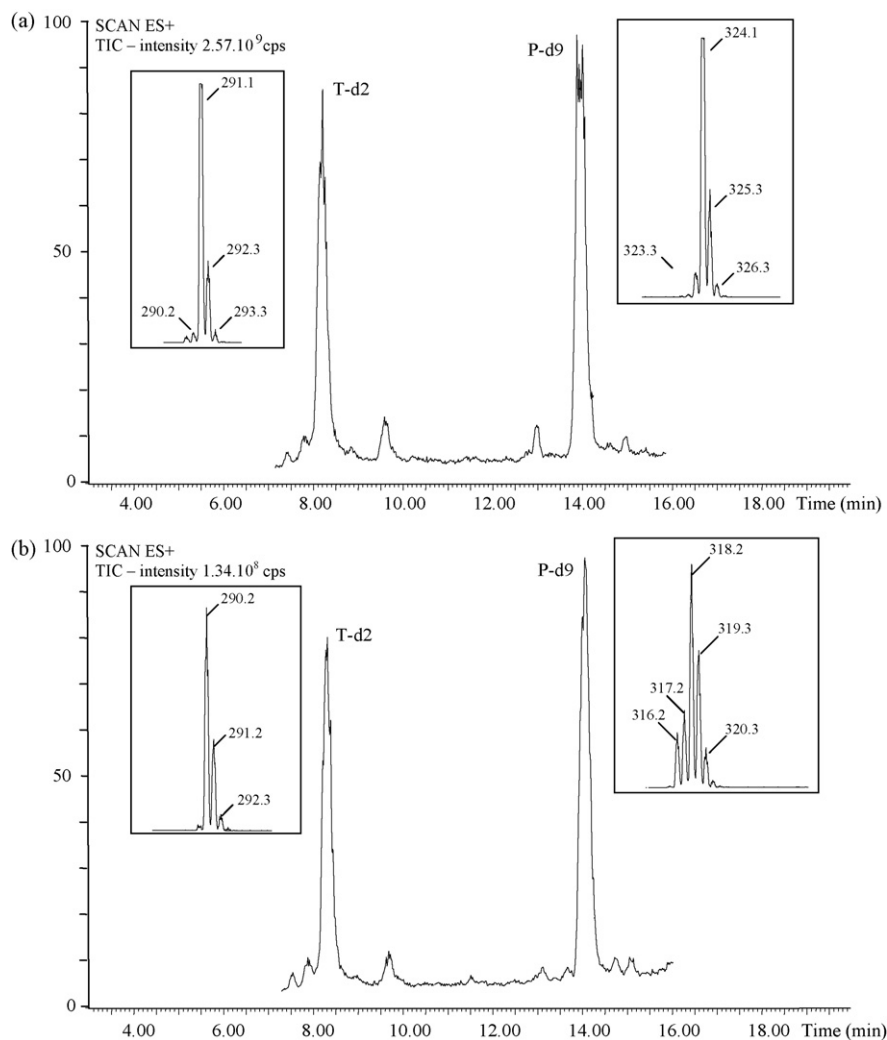 (a)
100
SCAN ES+
TIC – intensity 2.57.10⁹cps
291.1
292.3
290.2
293.3
T-d2
P-d9
324.1
325.3
323.3
326.3
50
0
4.00 6.00 8.00 10.00 12.00 14.00 16.00 18.00 Time (min)
(b)
100
SCAN ES+
TIC – intensity 1.34.10⁸ cps
290.2
291.2
292.3
T-d2
P-d9
318.2
319.3
317.2
316.2
320.3
50
0
4.00 6.00 8.00 10.00 12.00 14.00 16.00 18.00 Time (min)